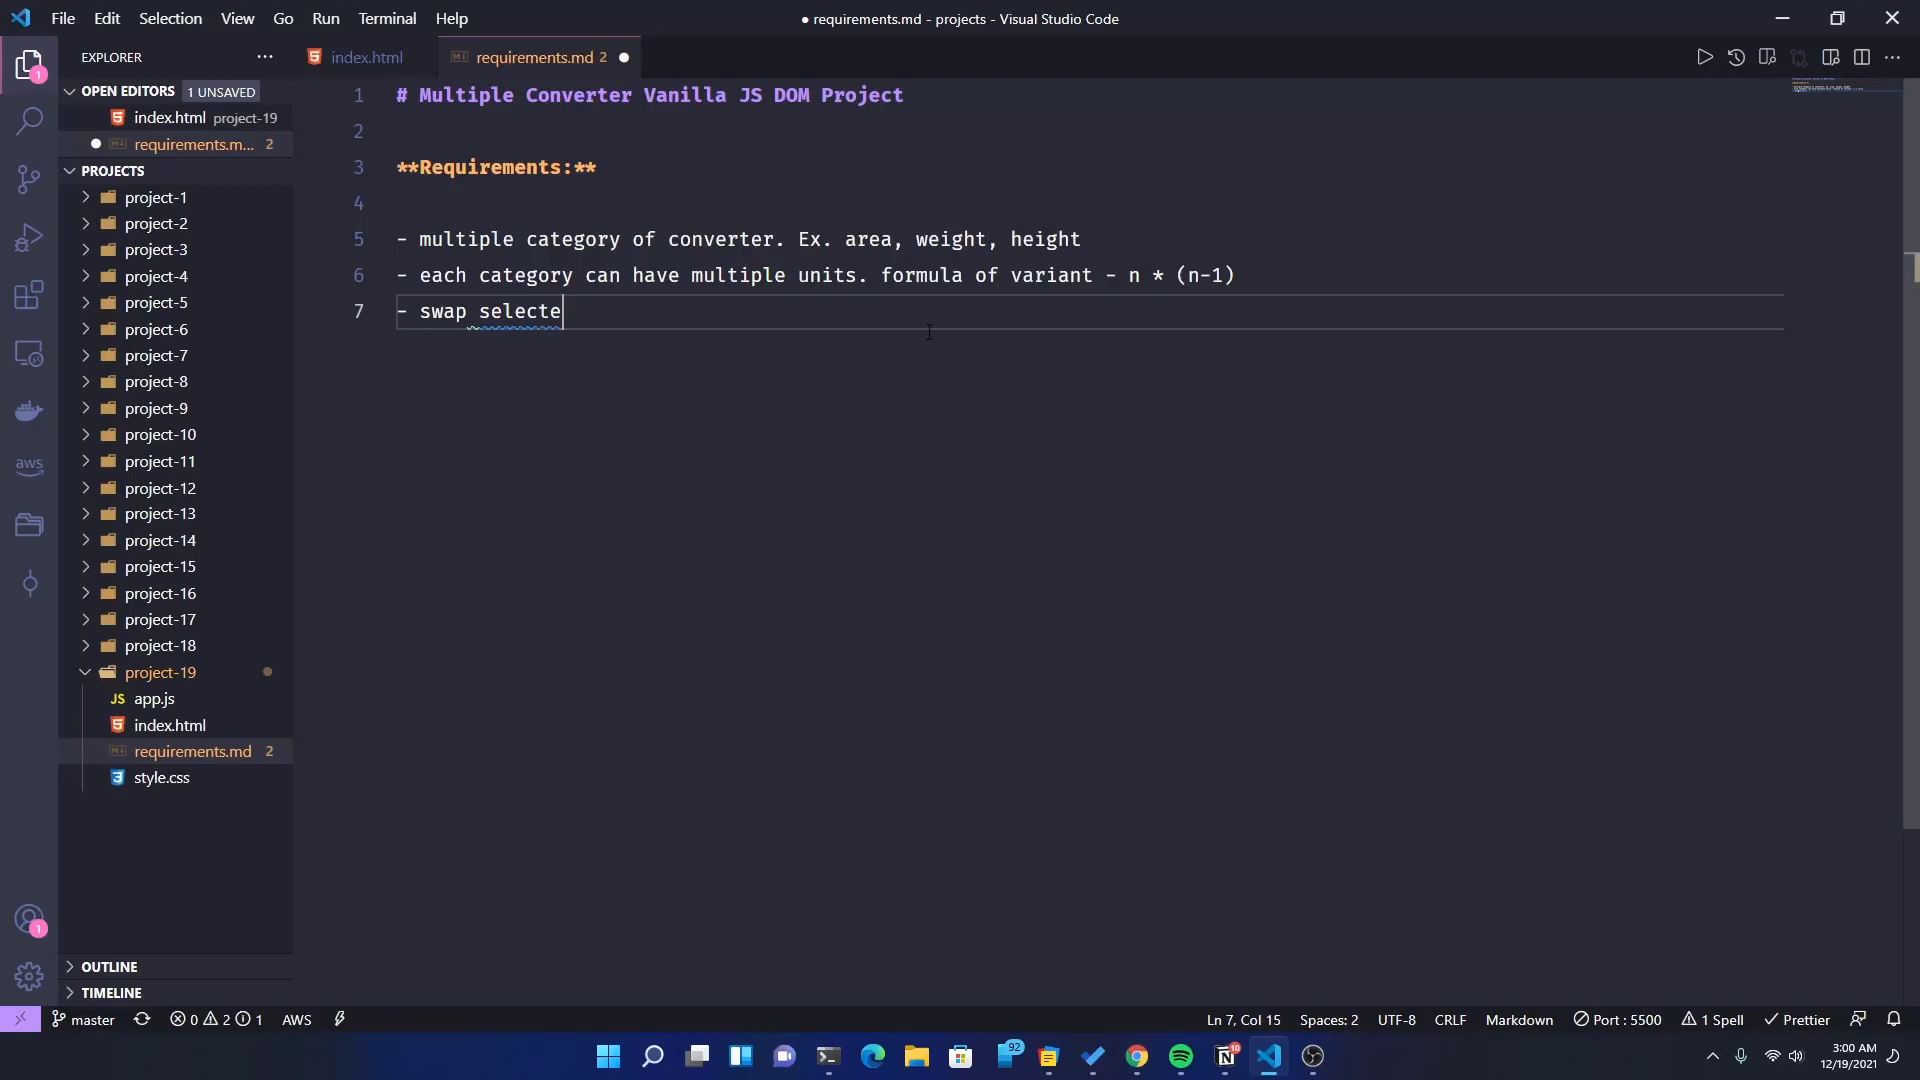 File Edit Selection View Go Run Terminal Help
● requirements.md - projects - Visual Studio Code
EXPLORER
index.html
requirements.md 2
OPEN EDITORS 1 UNSAVED
index.html project-19
requirements.m... 2
PROJECTS
project-1
project-2
project-3
project-4
project-5
project-6
project-7
project-8
project-9
project-10
project-11
project-12
project-13
project-14
project-15
project-16
project-17
project-18
project-19
JS app.js
index.html
requirements.md 2
style.css
OUTLINE
TIMELINE
1
aws
1
1 # Multiple Converter Vanilla JS DOM Project
2
3 **Requirements:**
4
5 - multiple category of converter. Ex. area, weight, height
6 - each category can have multiple units. formula of variant - n * (n-1)
7 - swap selecte
master 0 2 1 AWS
Ln 7, Col 15 Spaces: 2 UTF-8 CRLF Markdown Port : 5500 1 Spell Prettier
92
10
3:00 AM
12/19/2021